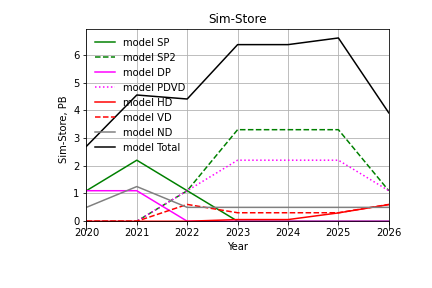 Sim-Store
Sim-Store, PB
6
5
4
3
2
1
0
model SP
model SP2
model DP
model PDVD
model HD
model VD
model ND
model Total
2020 2021 2022 2023 2024 2025 2026
Year